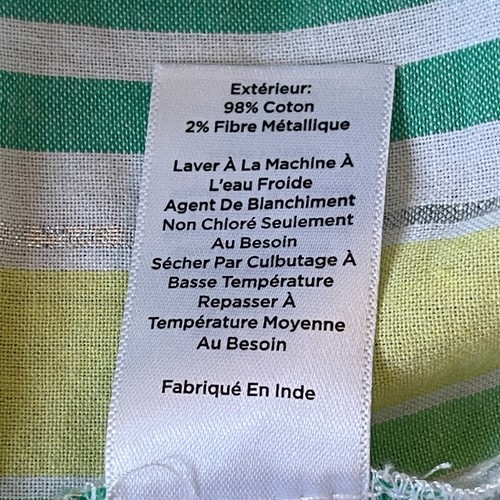 Extérieur:
98% Coton
2% Fibre Métallique
Laver À La Machine À
L'eau Froide
Agent De Blanchiment
Non Chloré Seulement
Au Besoin
Sécher Par Culbutage À
Basse Température
Repasser À
Température Moyenne
Au Besoin
Fabriqué En Inde